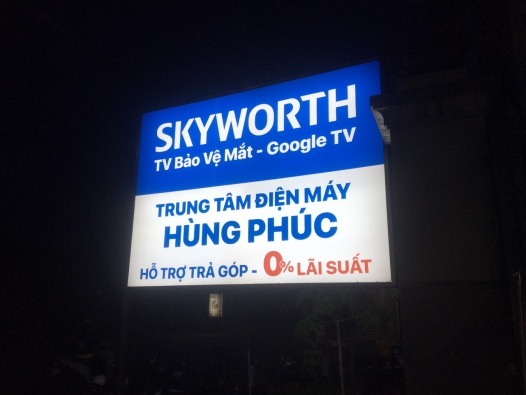 SKYWORTH
TV Bảo Vệ Mắt - Google TV
TRUNG TÂM ĐIỆN MÁY
HÙNG PHÚC
HỖ TRỢ TRẢ GÓP - 0% LÃI SUẤT